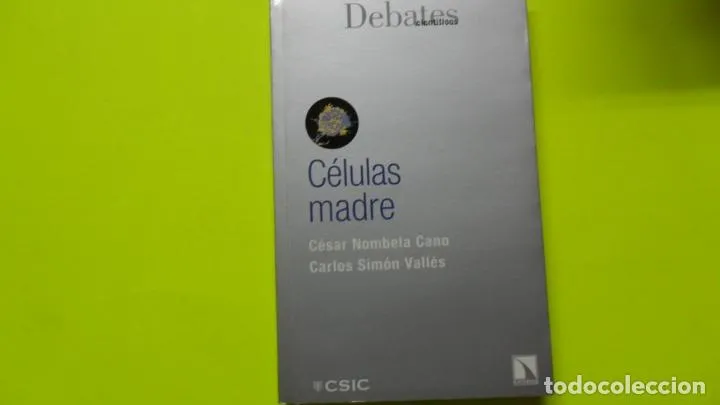 Debates
científicos
Células
madre
César Nombela Cano
Carlos Simón Vallés
CSIC
todocoleccion